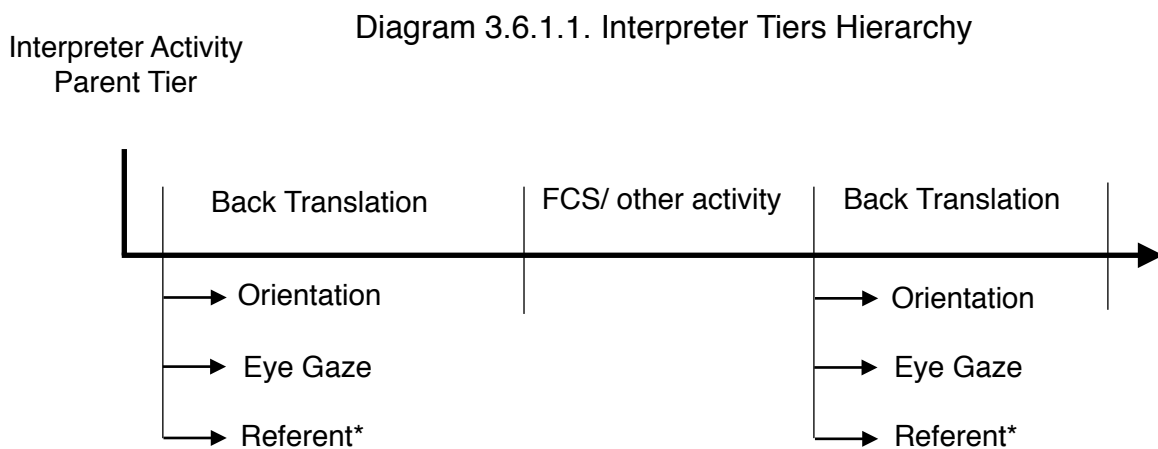 Diagram 3.6.1.1. Interpreter Tiers Hierarchy
Interpreter Activity
Parent Tier
Back Translation
FCS/ other activity
Back Translation
Orientation
Orientation
Eye Gaze
Eye Gaze
Referent*
Referent*